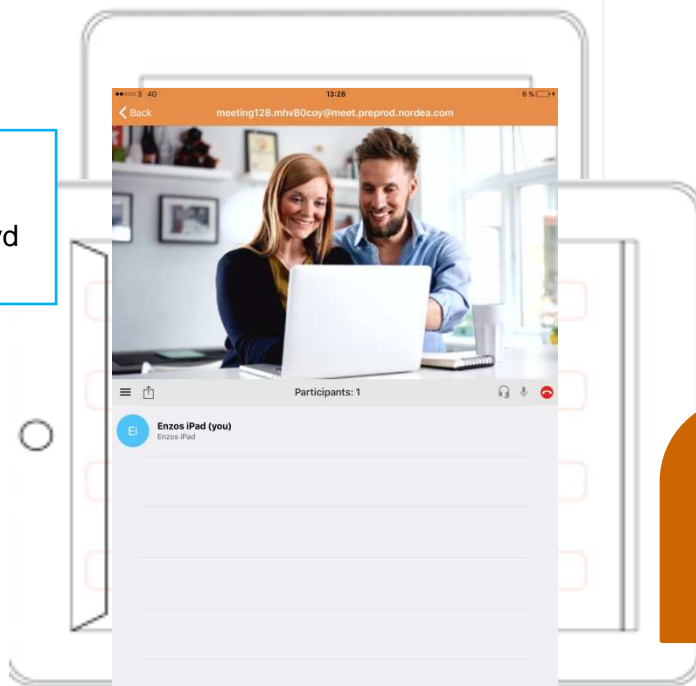 3 4G 13:28 6 %
Back meeting128.mhv80coy@meet.preprod.nordea.com
Participants: 1
Ei Enzos iPad (you)
Enzos iPad